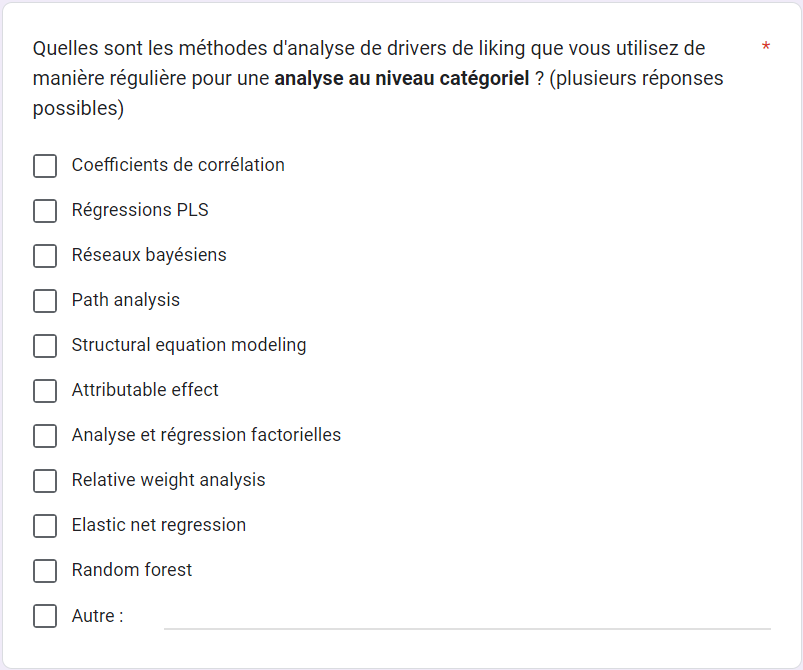 Quelles sont les méthodes d'analyse de drivers de liking que vous utilisez de *
manière régulière pour une analyse au niveau catégoriel ? (plusieurs réponses
possibles)
Coefficients de corrélation
Régressions PLS
Réseaux bayésiens
Path analysis
Structural equation modeling
Attributable effect
Analyse et régression factorielles
Relative weight analysis
Elastic net regression
Random forest
Autre :